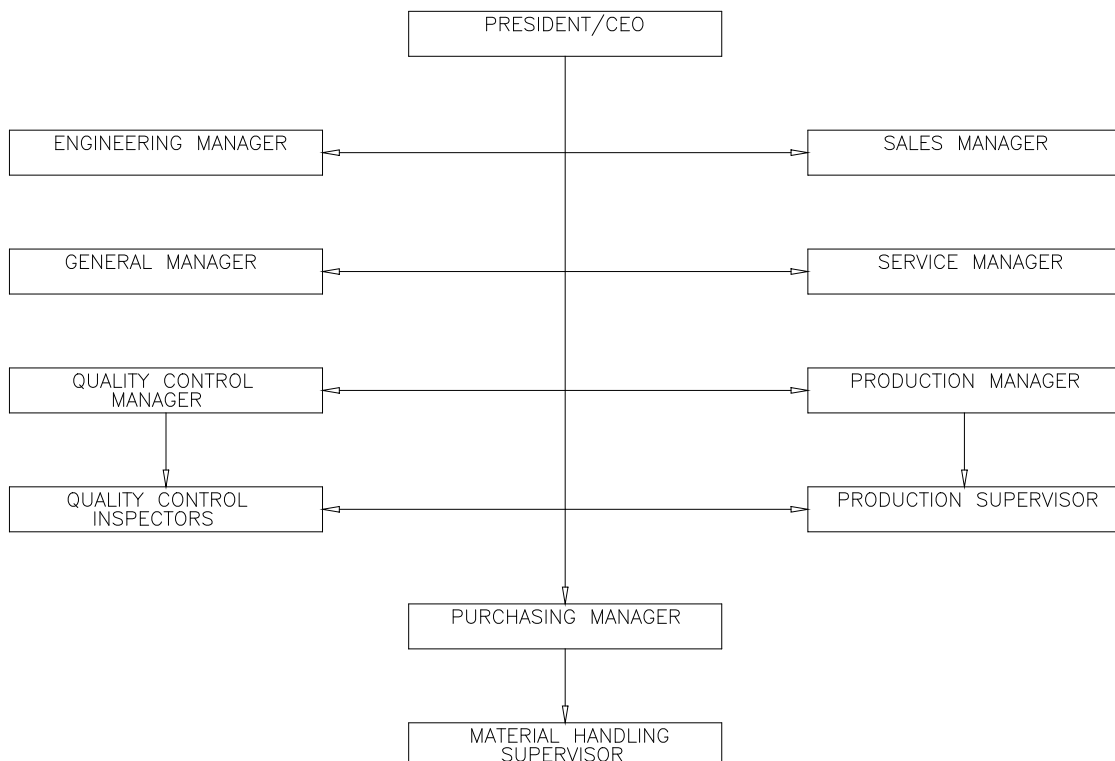 PRESIDENT/CEO
ENGINEERING MANAGER
SALES MANAGER
GENERAL MANAGER
SERVICE MANAGER
QUALITY CONTROL
MANAGER
PRODUCTION MANAGER
QUALITY CONTROL
INSPECTORS
PRODUCTION SUPERVISOR
PURCHASING MANAGER
MATERIAL HANDLING
SUPERVISOR